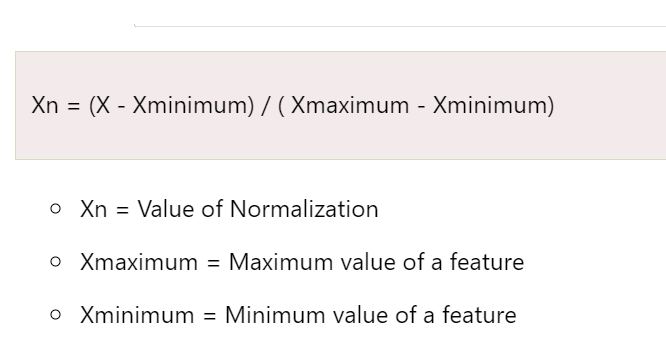 Xn = (X - Xminimum) / ( Xmaximum - Xminimum)
Xn = Value of Normalization
Xmaximum = Maximum value of a feature
Xminimum = Minimum value of a feature